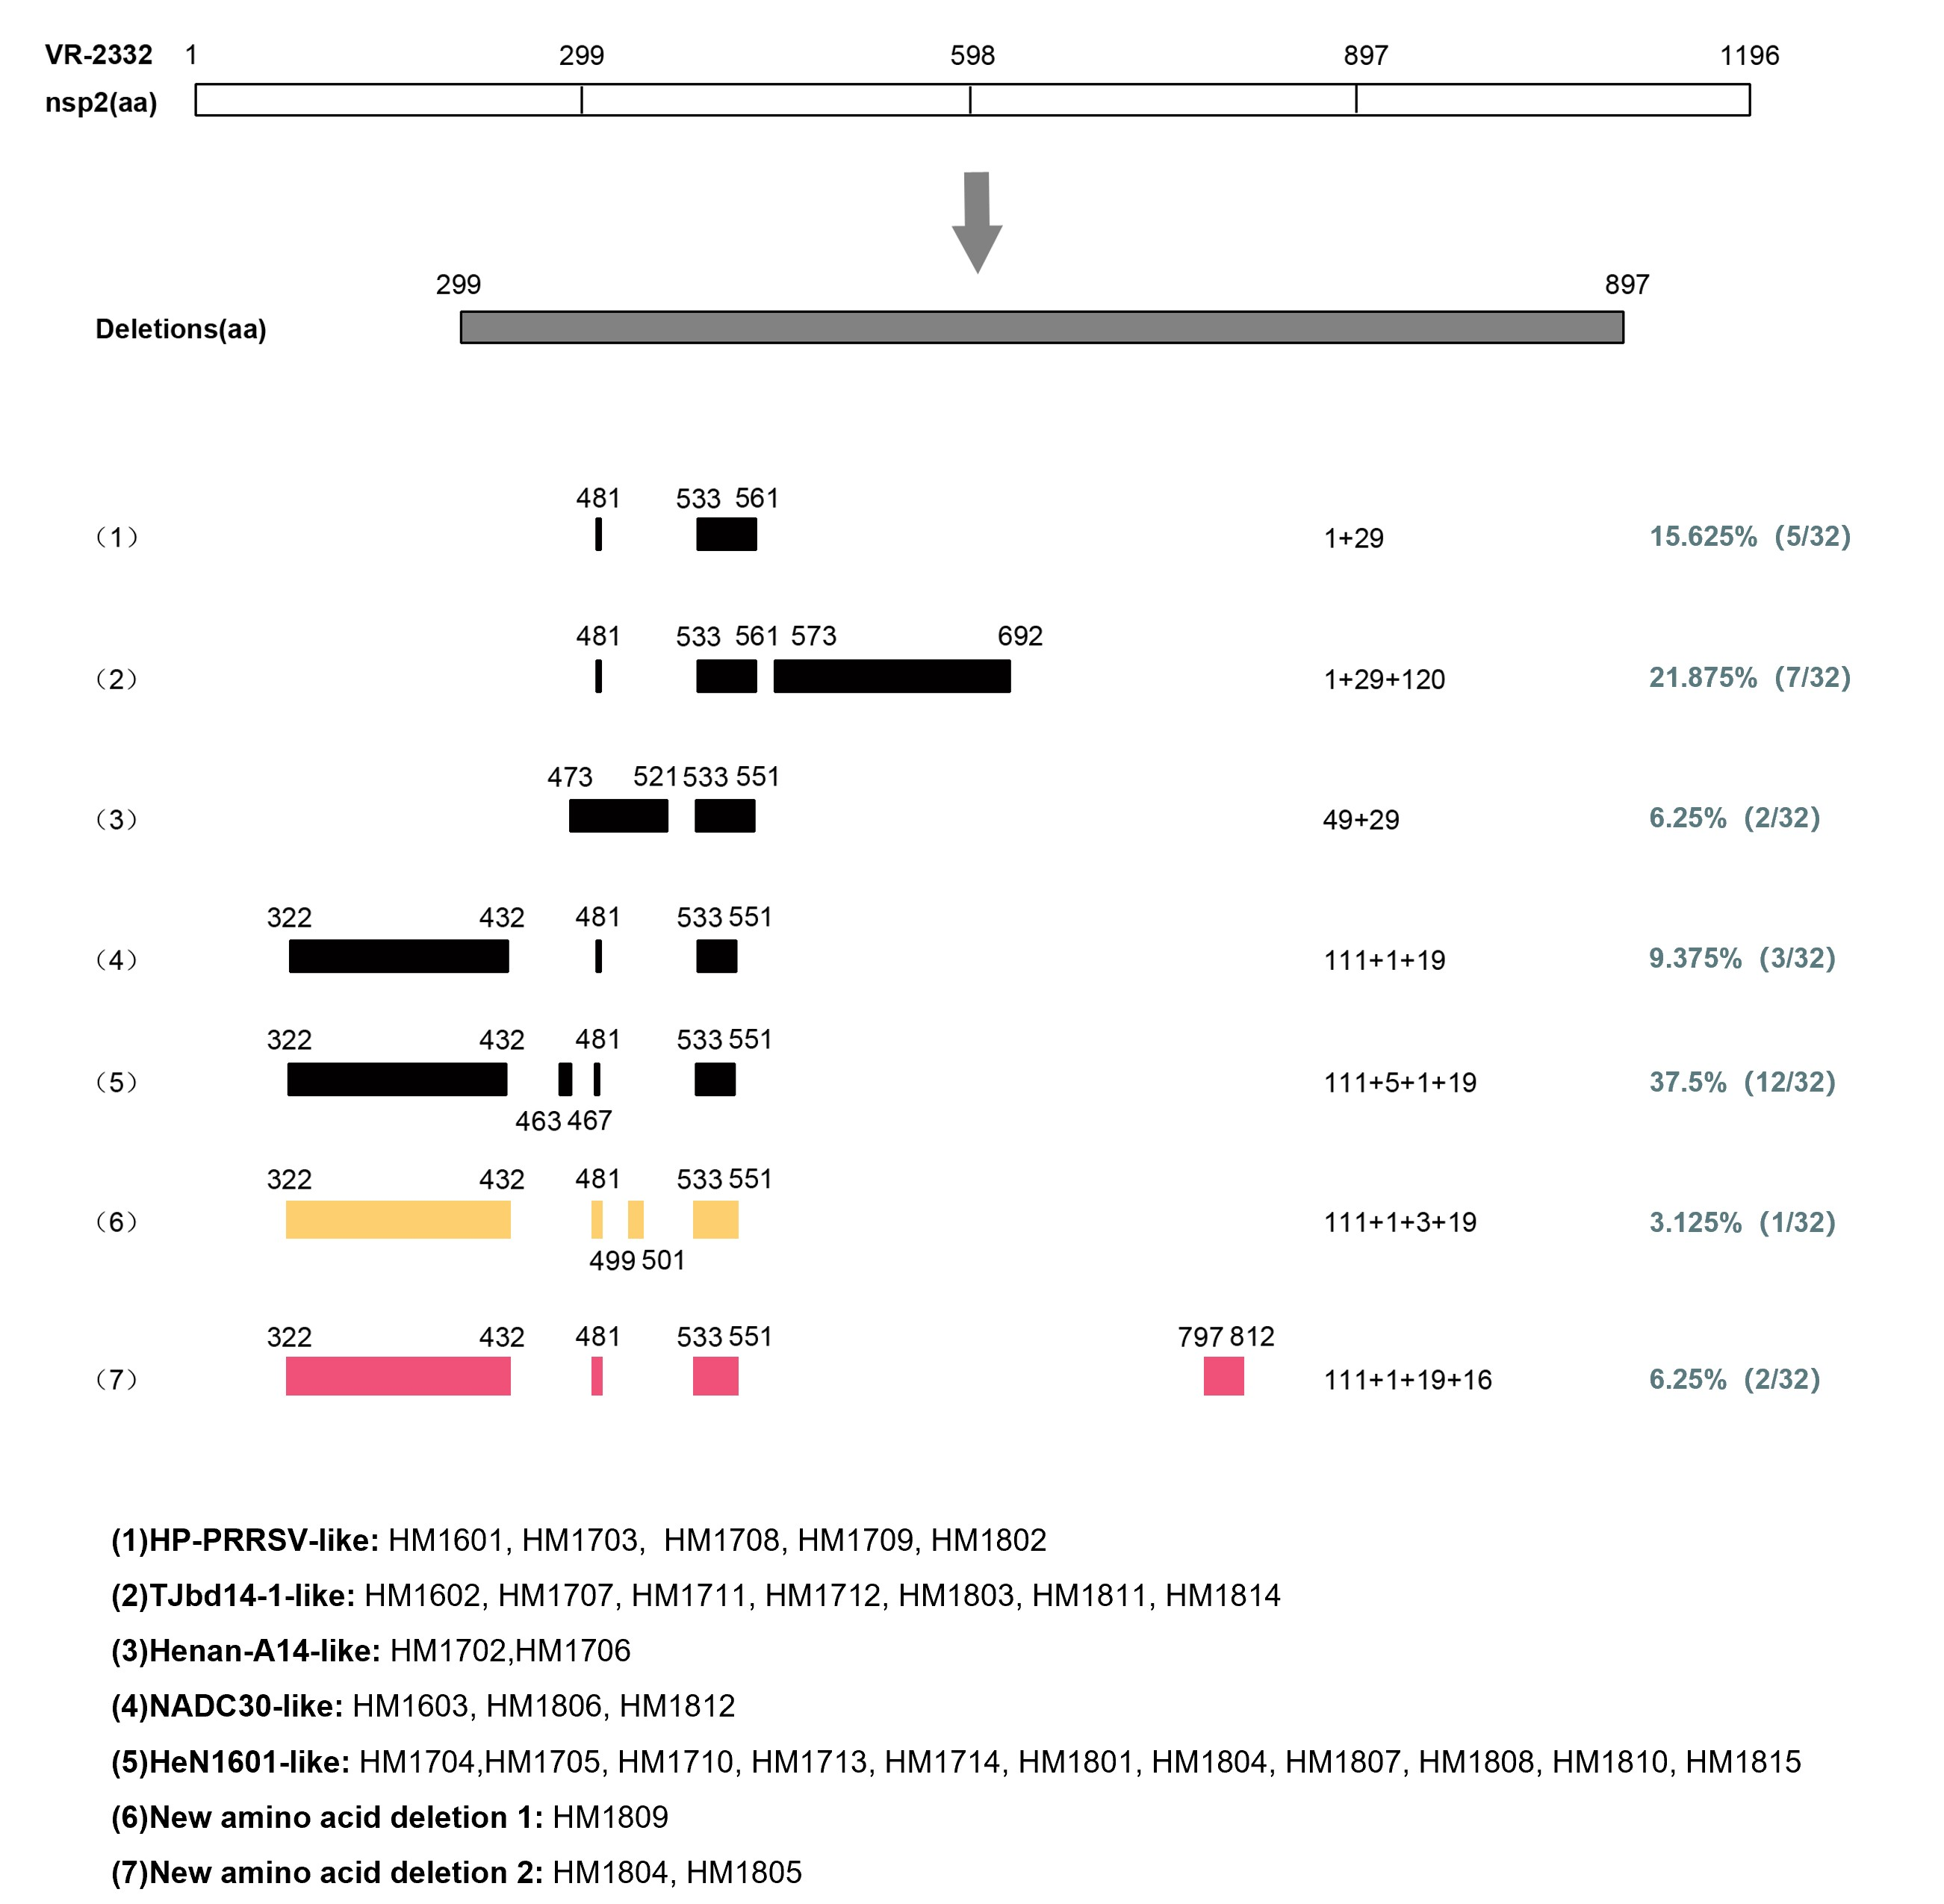 VR-2332 1 299 598 897 1196
nsp2(aa)
299 897
Deletions(aa)
481 533 561
（1） 1+29 15.625% (5/32)
481 533 561 573 692
（2） 1+29+120 21.875% (7/32)
473 521 533 551
（3） 49+29 6.25% (2/32)
322 432 481 533 551
（4） 111+1+19 9.375% (3/32)
322 432 481 533 551
（5） 111+5+1+19 37.5% (12/32)
463 467
322 432 481 533 551
（6） 111+1+3+19 3.125% (1/32)
499 501
322 432 481 533 551 797 812
（7） 111+1+19+16 6.25% (2/32)
(1)HP-PRRSV-like: HM1601, HM1703, HM1708, HM1709, HM1802
(2)TJbd14-1-like: HM1602, HM1707, HM1711, HM1712, HM1803, HM1811, HM1814
(3)Henan-A14-like: HM1702,HM1706
(4)NADC30-like: HM1603, HM1806, HM1812
(5)HeN1601-like: HM1704,HM1705, HM1710, HM1713, HM1714, HM1801, HM1804, HM1807, HM1808, HM1810, HM1815
(6)New amino acid deletion 1: HM1809
(7)New amino acid deletion 2: HM1804, HM1805